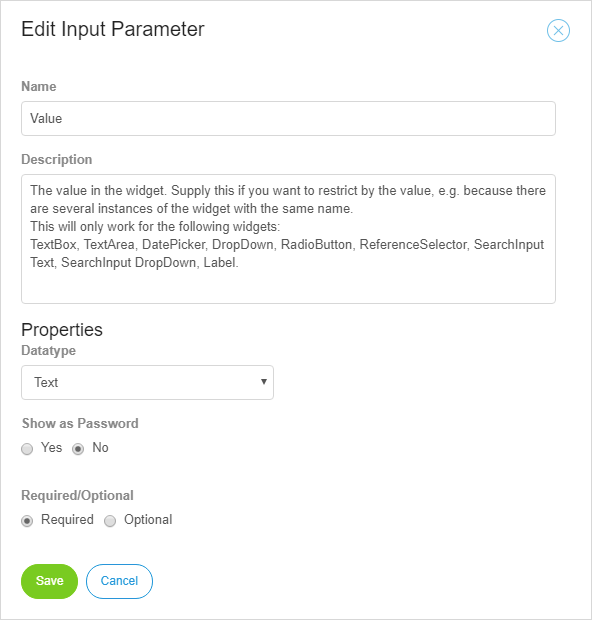 Edit Input Parameter
Name
Value
Description
The value in the widget. Supply this if you want to restrict by the value, e.g. because there
are several instances of the widget with the same name.
This will only work for the following widgets:
TextBox, TextArea, DatePicker, DropDown, RadioButton, ReferenceSelector, SearchInput
Text, SearchInput DropDown, Label.
Properties
Datatype
Text
Show as Password
Yes No
Required/Optional
Required Optional
Save Cancel